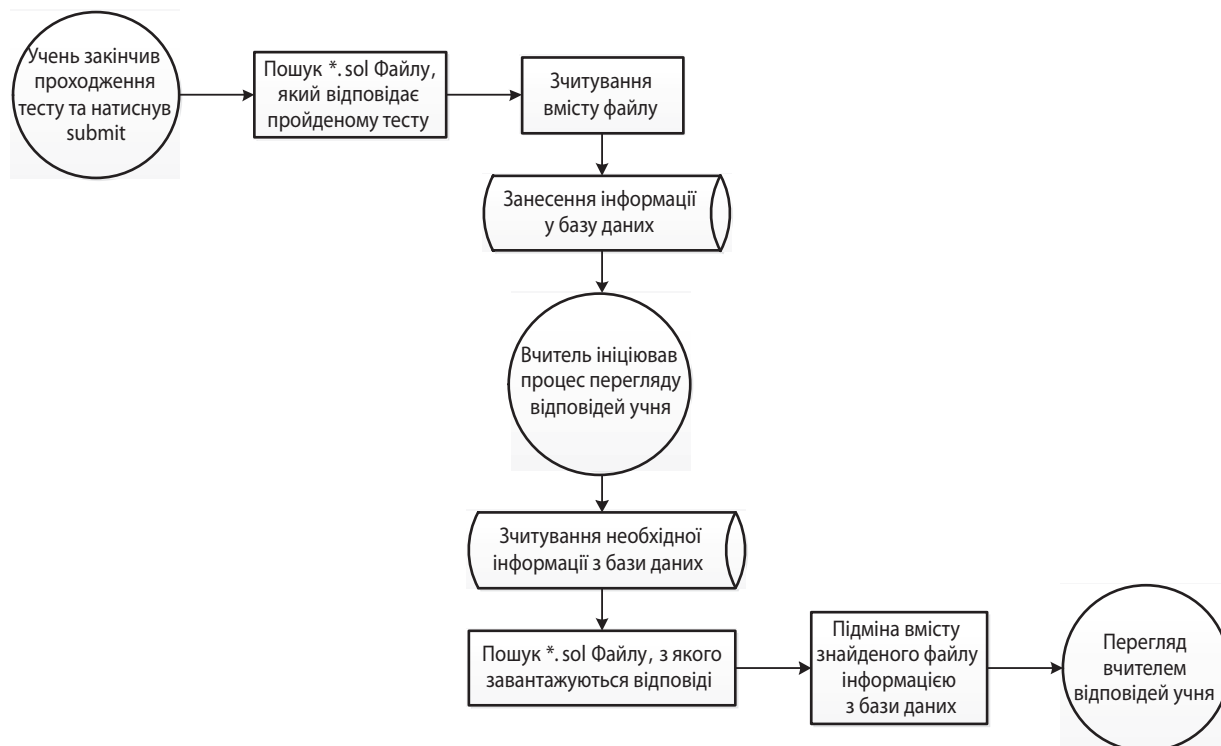 Учень закінчив
проходження
тесту та натиснув
submit
Пошук *.sol Файлу,
який відповідає
пройденому тесту
Зчитування
вмісту файлу
Занесення інформації
у базу даних
Вчитель ініціював
процес перегляду
відповідей учня
Зчитування необхідної
інформації з бази даних
Пошук *.sol Файлу, з якого
завантажуються відповіді
Підміна вмісту
знайденого файлу
інформацією
з бази даних
Перегляд
вчителем
відповідей учня